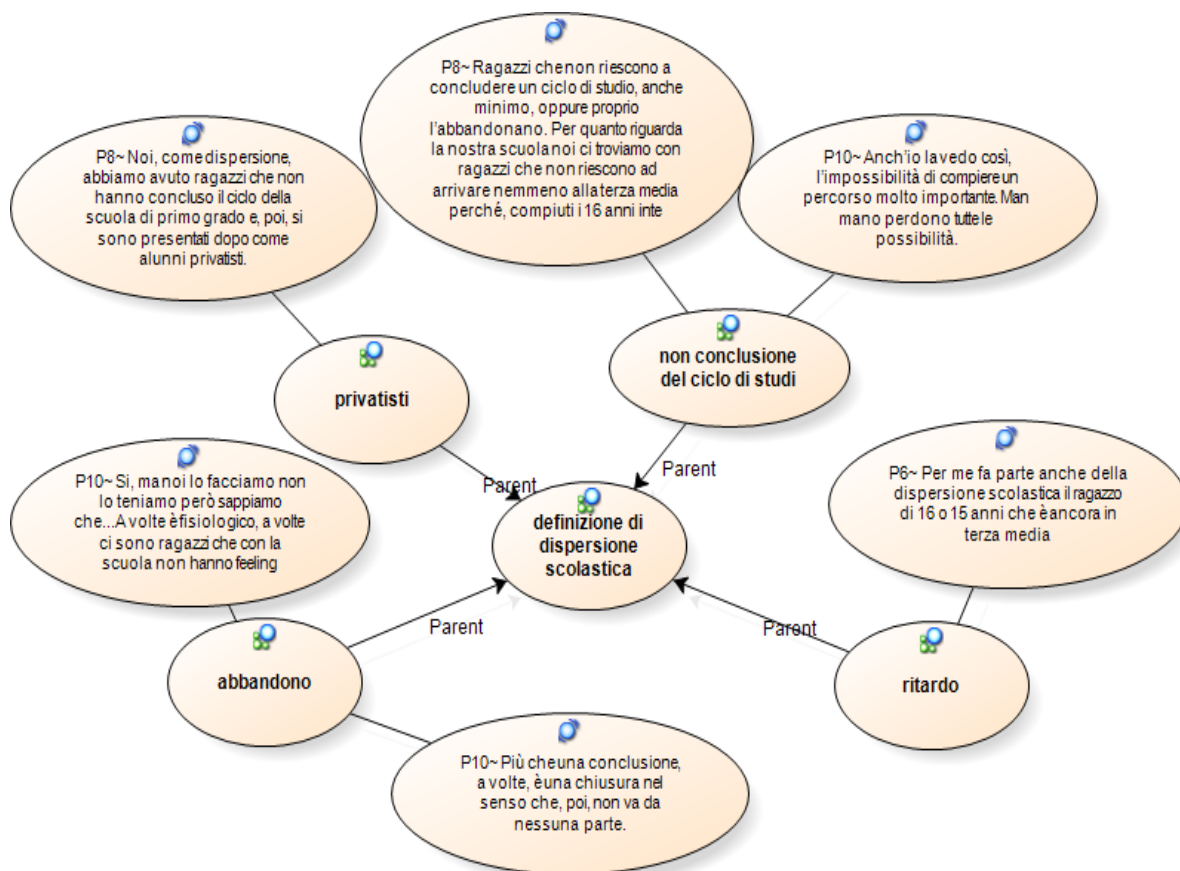 P8~ Ragazzi che non riescono a
concludere un ciclo di studio, anche
minimo, oppure proprio
l'abbandonano. Per quanto riguarda
la nostra scuola noi ci troviamo con
ragazzi che non riescono ad
arrivare nemmeno alla terza media
perché, compiuti i 16 anni inte
P8~ Noi, come dispersione,
abbiamo avuto ragazzi che non
hanno concluso il ciclo della
scuola di primo grado e, poi, si
sono presentati dopo come
alunni privatisti.
P10~ Anch'io la vedo così,
l'impossibilità di compiere un
percorso molto importante. Man
mano perdono tutte le
possibilità.
non conclusione
del ciclo di studi
privatisti
Parent
Parent
P10~ Si, ma noi lo facciamo non
lo teniamo però sappiamo
che...A volte è fisiologico, a volte
ci sono ragazzi che con la
scuola non hanno feeling
definizione di
dispersione
scolastica
P6~ Per me fa parte anche della
dispersione scolastica il ragazzo
di 16 o 15 anni che è ancora in
terza media
Parent
Parent
abbandono
ritardo
P10~ Più che una conclusione,
a volte, è una chiusura nel
senso che, poi, non va da
nessuna parte.